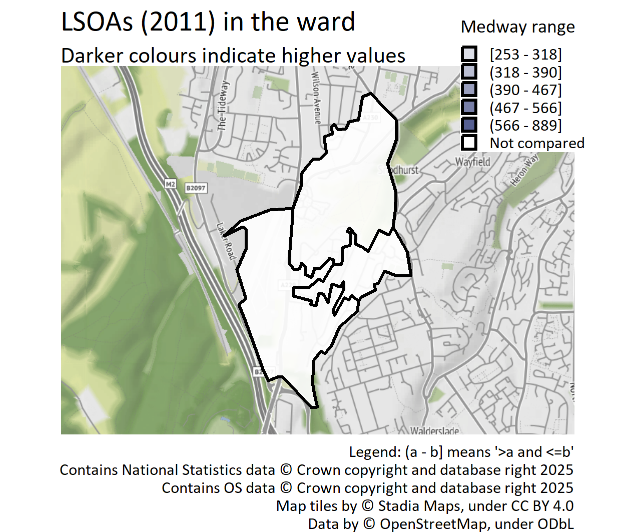 LSOAs (2011) in the ward
Darker colours indicate higher values
Medway range
[253 - 318]
(318 - 390]
(390 - 467]
(467 - 566]
(566 - 889]
Not compared
The Tideway
Wilson Avenue
dhurst
Wayfield
Heron Way
M2
B2097
Road
B2
Walderslade
Legend: (a - b] means '>a and <=b'
Contains National Statistics data © Crown copyright and database right 2025
Contains OS data © Crown copyright and database right 2025
Map tiles by © Stadia Maps, under CC BY 4.0
Data by © OpenStreetMap, under ODbL